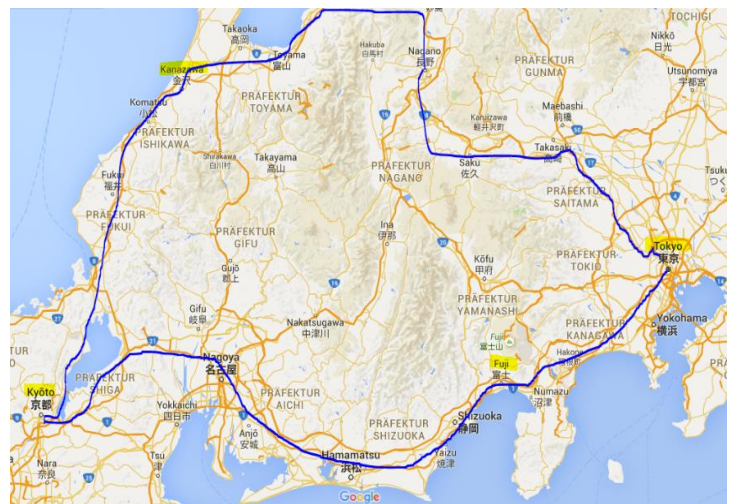 TOCHIGI
Takaoka
高岡
Nikkō
日光
Hakuba
白馬村
Nagano
長野
Toyama
富山
PRÄFEKTUR
GUNMA
Kanazawa
金沢
Utsunomiya
宇都宮
PRÄFEKTUR
TOYAMA
Komatsu
小松
Maebashi
前橋
Karuizawa
軽井沢町
PRÄFEKTUR
ISHIKAWA
Takasaki
Shirakawa
白川村
Takayama
高山
PRÄFEKTUR
NAGANO
Saku
佐久
Fukui
福井
PRÄFEKTUR
SAITAMA
PRÄFEKTUR
FUKUI
Ina
伊那
PRÄFEKTUR
GIFU
Tokyo
東京
Kōfu
甲府
PRÄFEKTUR
TOKIO
Gujō
郡上
PRÄFEKTUR
YAMANASHI
Gifu
岐阜
Nakatsugawa
中津川
Yokohama
横浜
PRÄFEKTUR
KANAGAWA
Fuji
富士山
Hakone
Nagoya
名古屋
Fuji
富士
PRÄFEKTUR
SHIGA
Kyōto
京都
Numazu
沼津
PRÄFEKTUR
AICHI
Yokkaichi
四日市
Shizuoka
静岡
PRÄFEKTUR
SHIZUOKA
Anjō
安城
Tsu
津
Hamamatsu
浜松
Yaizu
焼津
Nara
奈良
Google